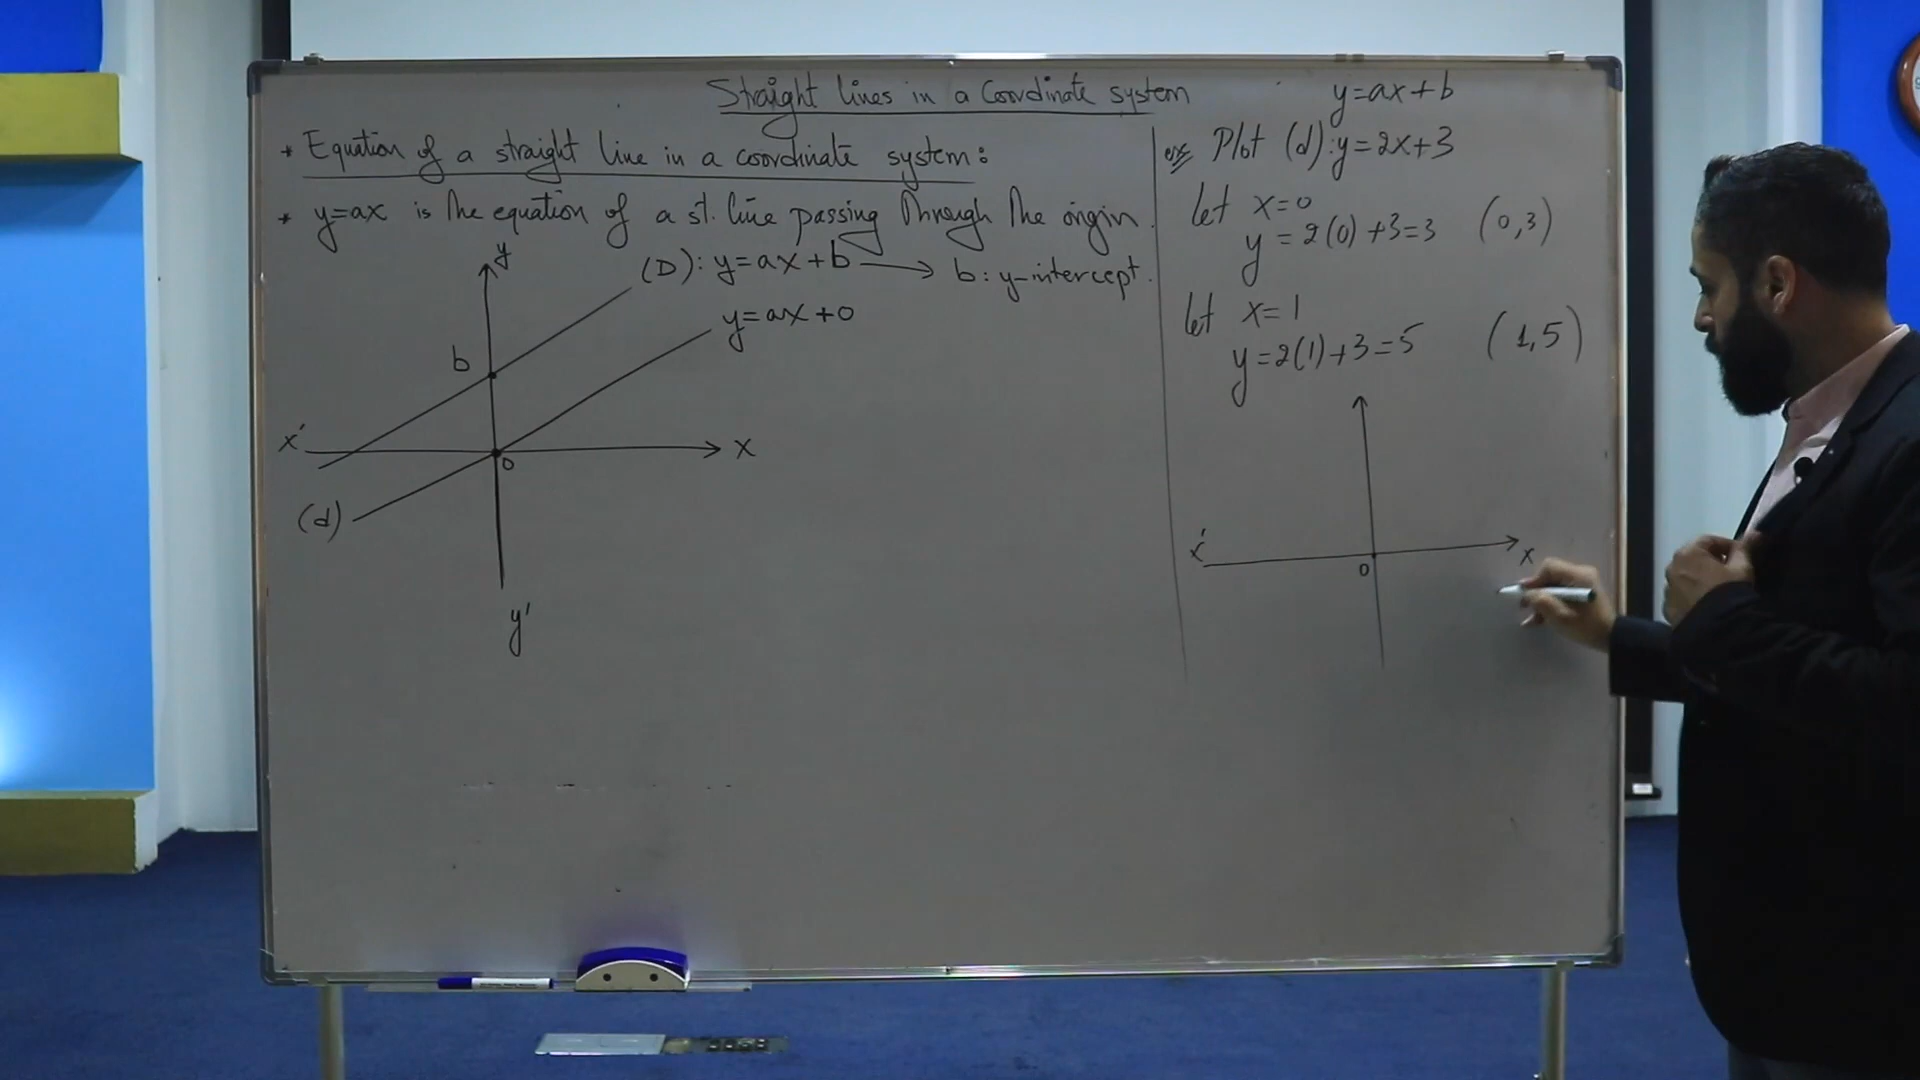 Straight lines in a Coordinate system
* Equation of a straight line in a coordinate system:
* y=ax is the equation of a st. line passing through the origin.
y
(D): y=ax+b → b: y-intercept.
y=ax+0
b
x' x
0
(d)
y'
y=ax+b
ex Plot (d): y=2x+3
let x=0
y=2(0)+3=3 (0,3)
let x=1
y=2(1)+3=5 (1,5)
x' x
0